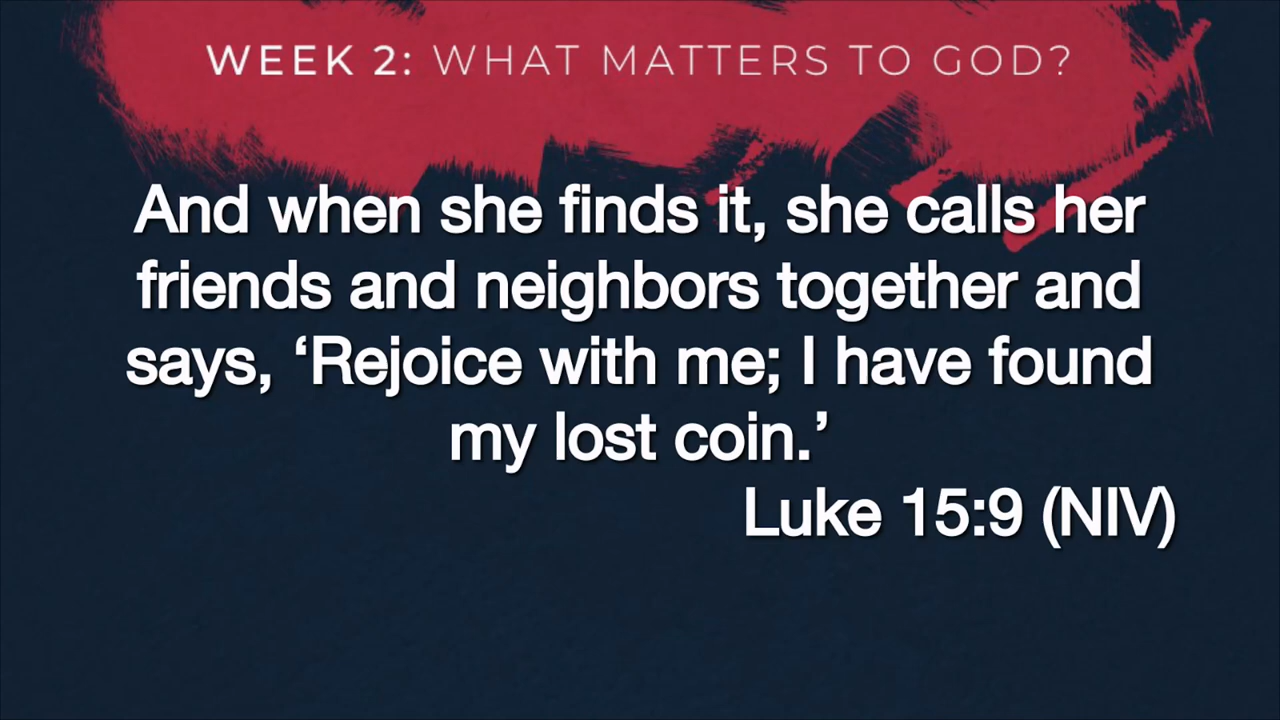 WEEK 2: WHAT MATTERS TO GOD?
And when she finds it, she calls her
friends and neighbors together and
says, ‘Rejoice with me; I have found
my lost coin.’
Luke 15:9 (NIV)